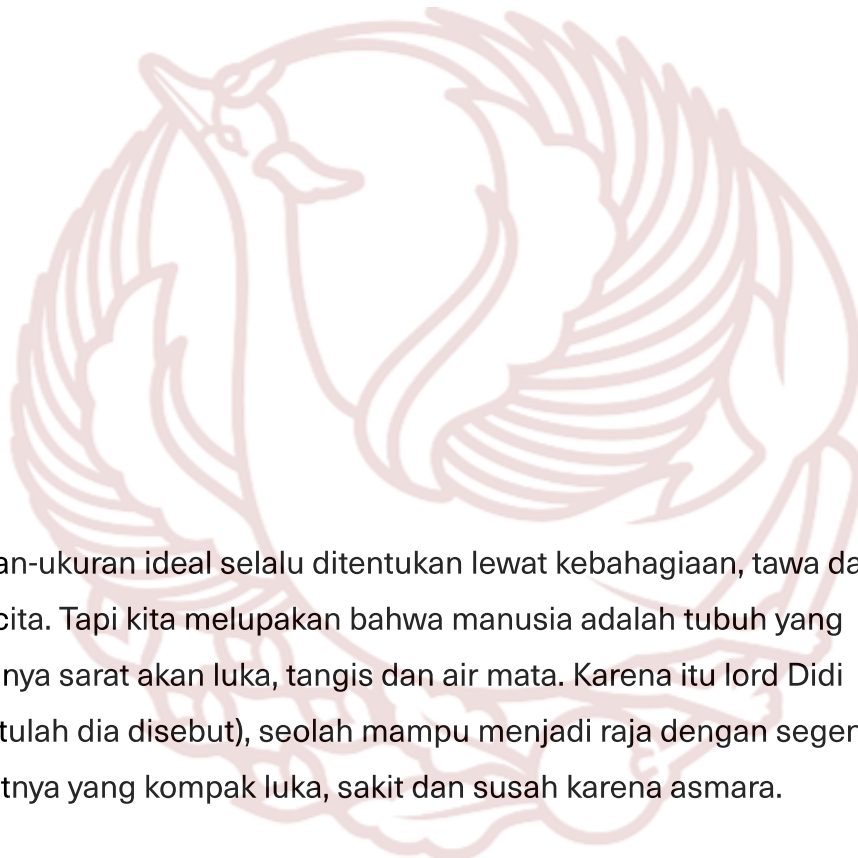 an-ukuran ideal selalu ditentukan lewat kebahagiaan, tawa da
cita. Tapi kita melupakan bahwa manusia adalah tubuh yang
nya sarat akan luka, tangis dan air mata. Karena itu lord Didi
tulah dia disebut), seolah mampu menjadi raja dengan segen
tnya yang kompak luka, sakit dan susah karena asmara.